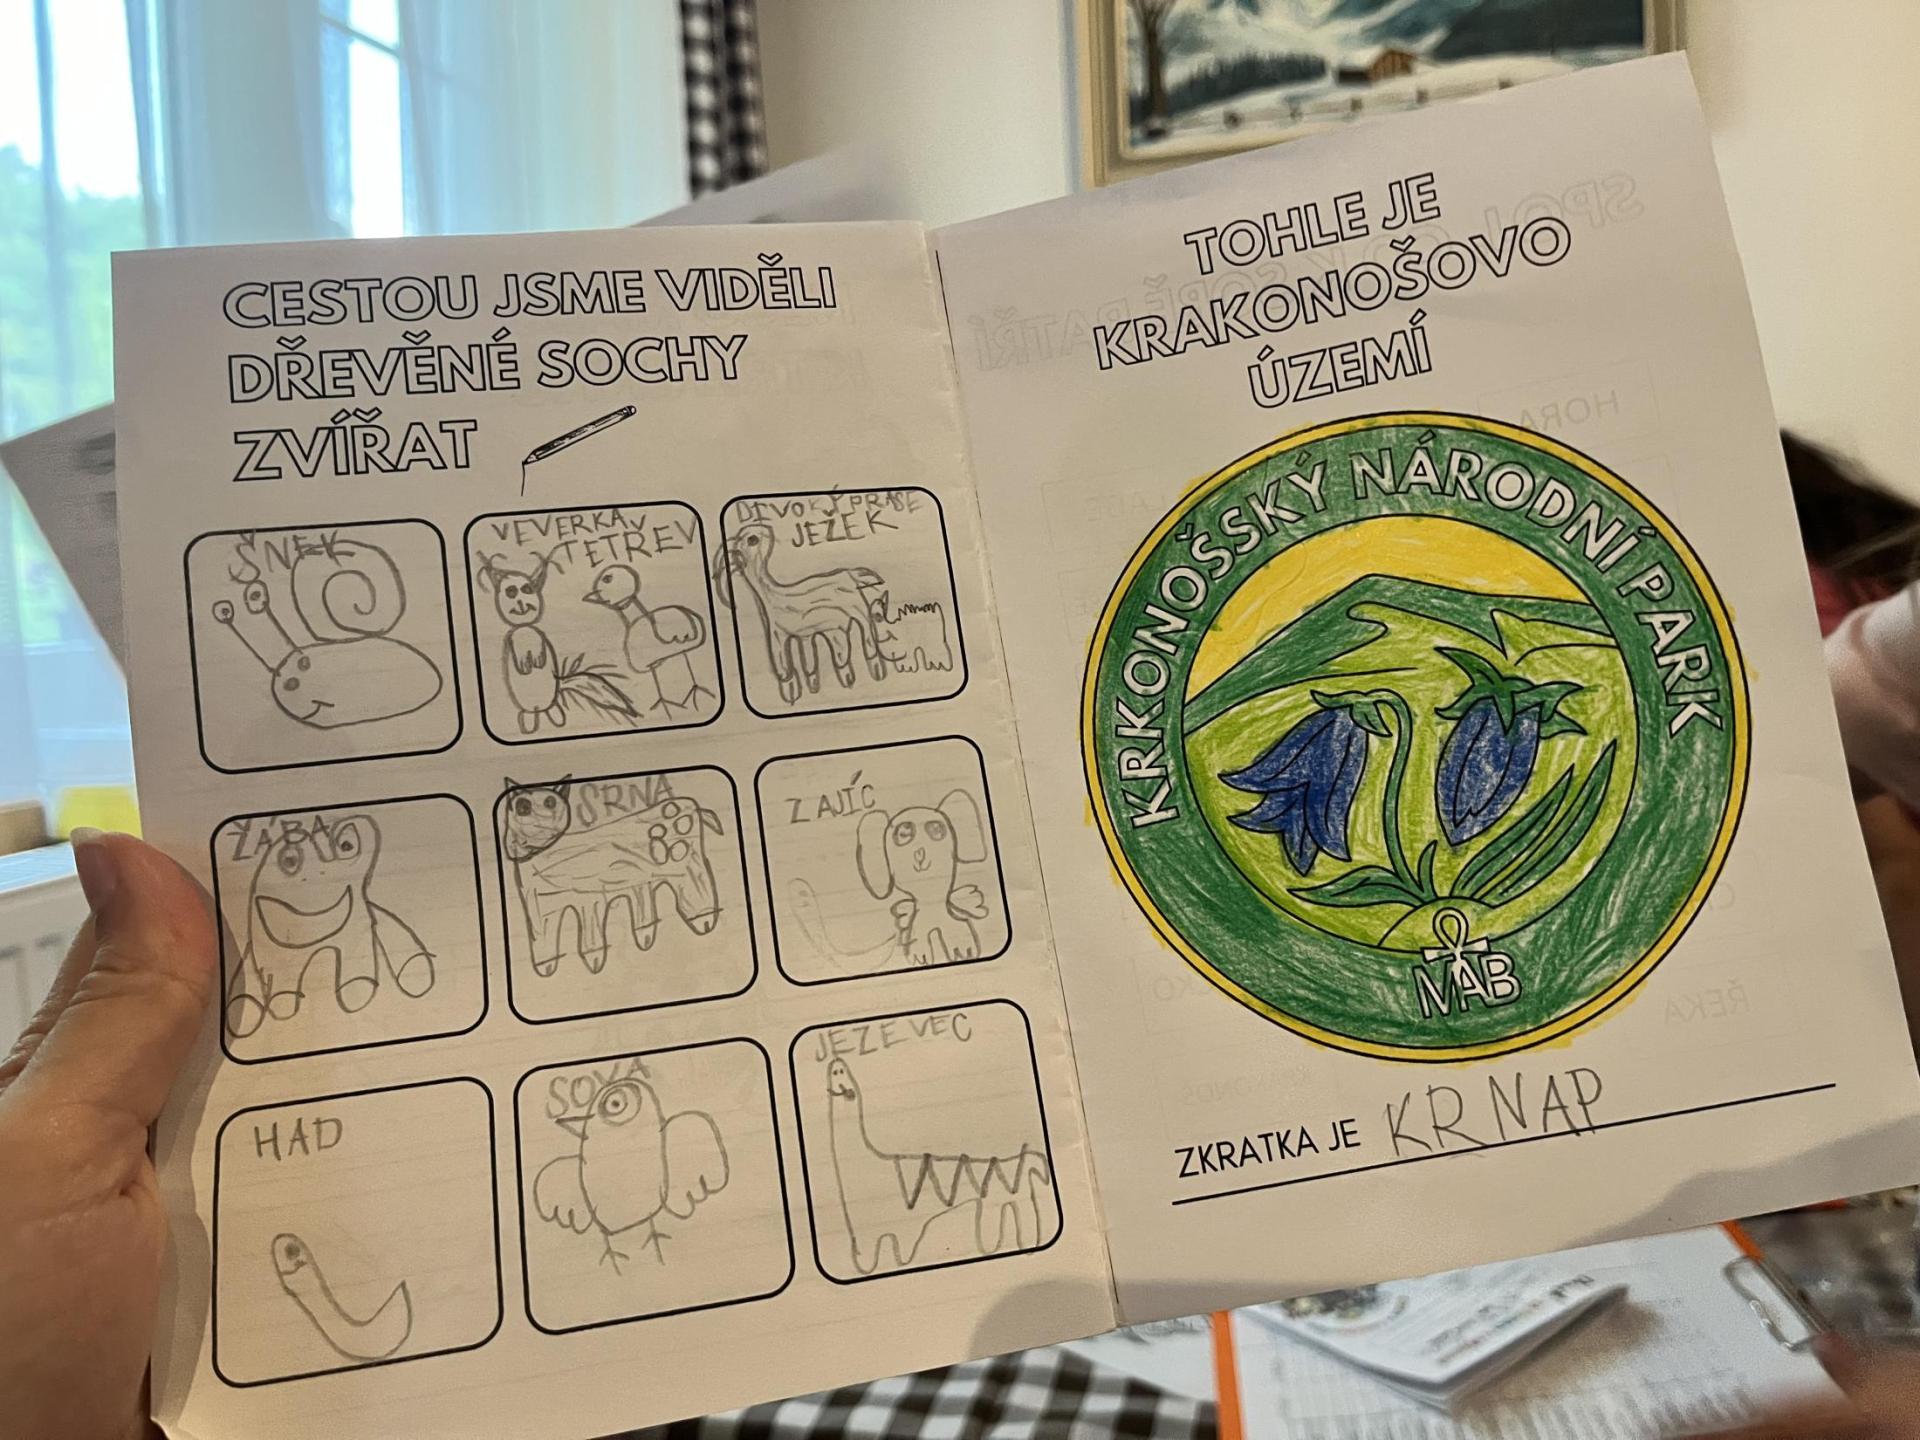 CESTOU JSME VIDĚLI
DŘEVĚNÉ SOCHY
ZVÍŘAT
ŠNEK
VEVERKA
TETŘEV
DIVOKÝ PRASE
JEŽEK
ŽÁBA
SRNA
ZAJÍC
HAD
SOVA
JEZEVEC
TOHLE JE
KRAKONOŠOVO
ÚZEMÍ
KRKONOŠSKÝ NÁRODNÍ PARK
MAB
ZKRATKA JE KRNAP